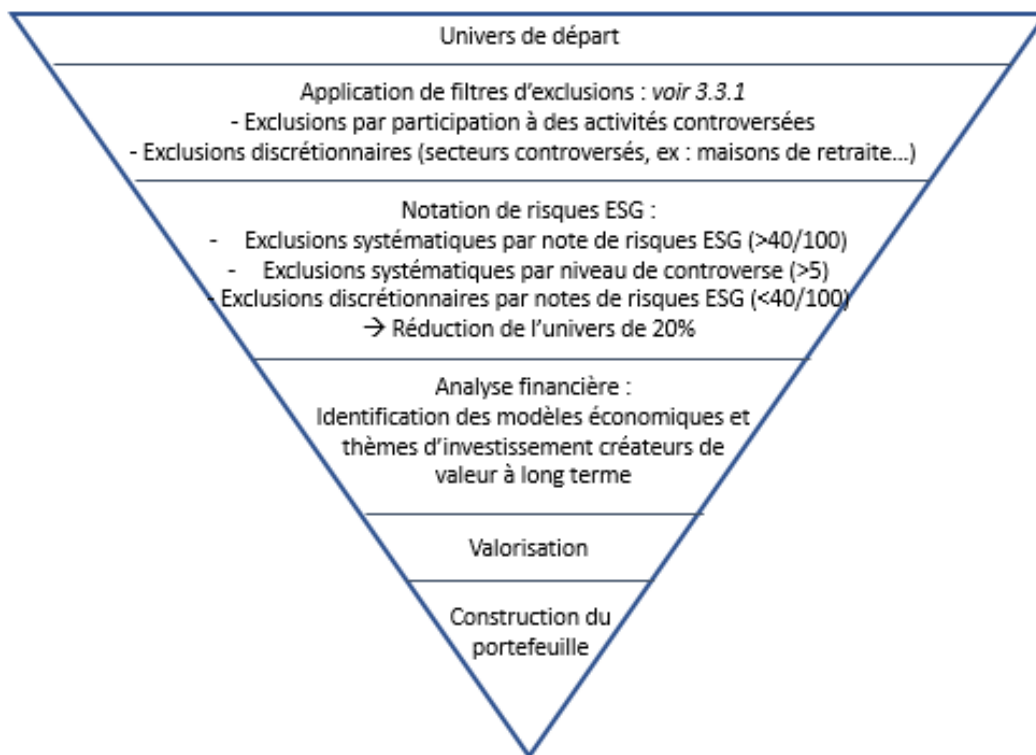 Univers de départ
Application de filtres d'exclusions : voir 3.3.1
- Exclusions par participation à des activités controversées
- Exclusions discrétionnaires (secteurs controversés, ex : maisons de retraite...)
Notation de risques ESG :
- Exclusions systématiques par note de risques ESG (>40/100)
- Exclusions systématiques par niveau de controverse (>5)
- Exclusions discrétionnaires par notes de risques ESG (<40/100)
→ Réduction de l'univers de 20%
Analyse financière :
Identification des modèles économiques et
thèmes d'investissement créateurs de
valeur à long terme
Valorisation
Construction du
portefeuille